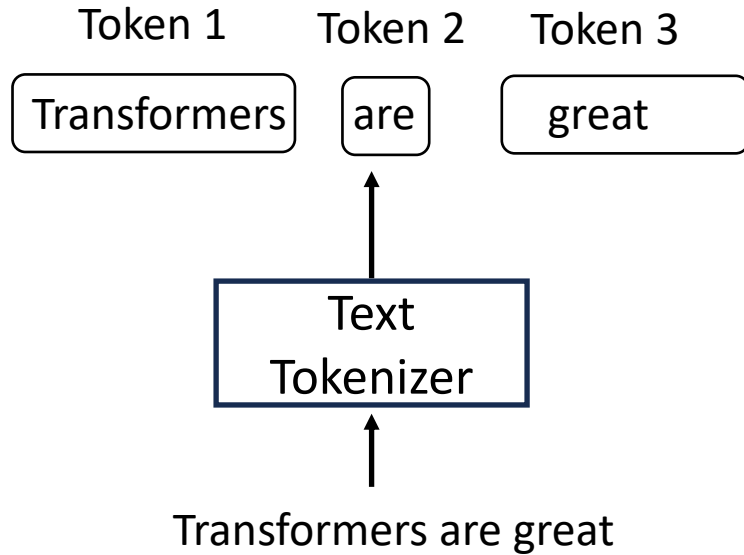 Token 1 Token 2 Token 3
Transformers are great
Text
Tokenizer
Transformers are great